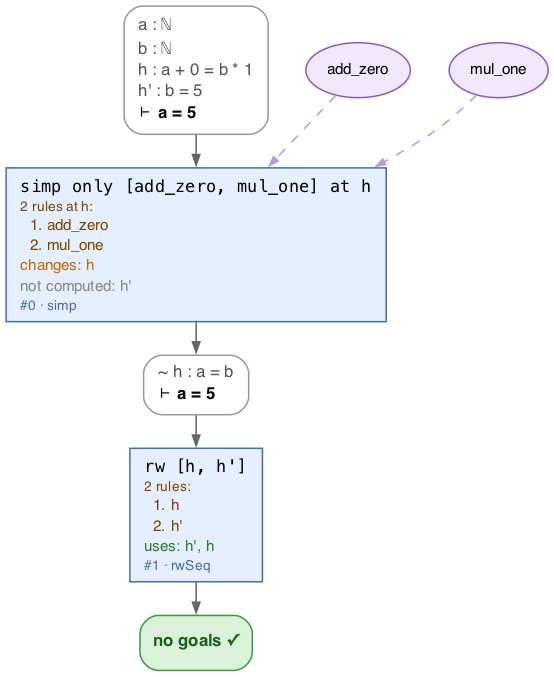 a : ℕ
b : ℕ
h : a + 0 = b * 1
h' : b = 5
⊢ a = 5
add_zero
mul_one
simp only [add_zero, mul_one] at h
2 rules at h:
1. add_zero
2. mul_one
changes: h
not computed: h'
#0 · simp
~ h : a = b
⊢ a = 5
rw [h, h']
2 rules:
1. h
2. h'
uses: h', h
#1 · rwSeq
no goals ✓